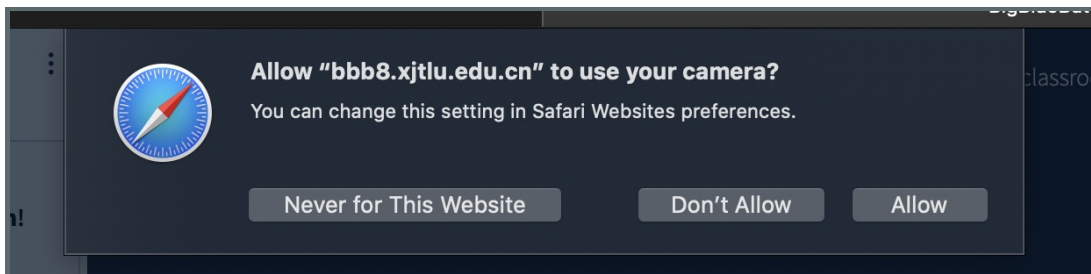 Allow “bbb8.xjtlu.edu.cn” to use your camera?
classro
You can change this setting in Safari Websites preferences.
Never for This Website
Don’t Allow
Allow